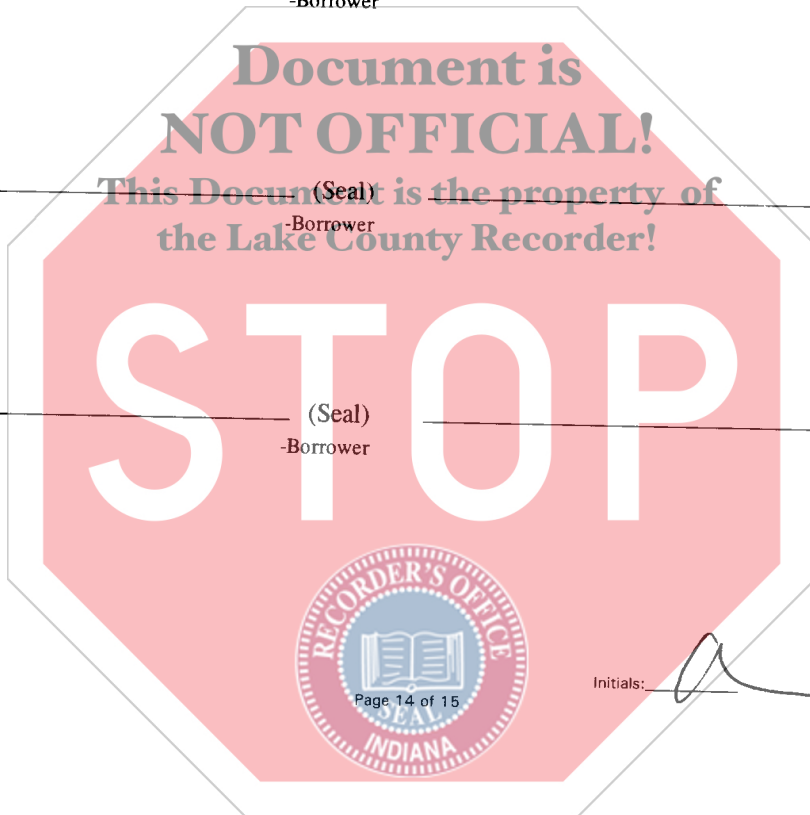 -Borrower
Document is
NOT OFFICIAL!
This Document is the property of
the Lake County Recorder!
(Seal)
-Borrower
STOP
(Seal)
-Borrower
RECORDER'S OFFICE
SEAL
INDIANA
Page 14 of 15
Initials: a